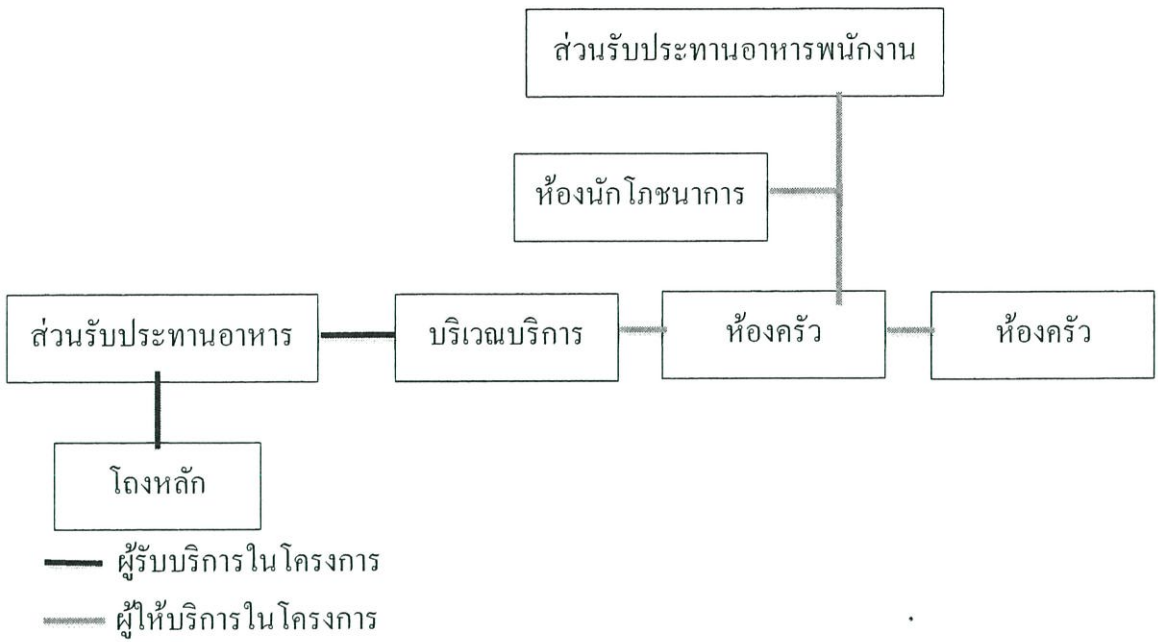 ส่วนรับประทานอาหารพนักงาน
ห้องนักโภชนาการ
ส่วนรับประทานอาหาร
บริเวณบริการ
ห้องครัว
ห้องครัว
โถงหลัก
ผู้รับบริการในโครงการ
ผู้ให้บริการในโครงการ